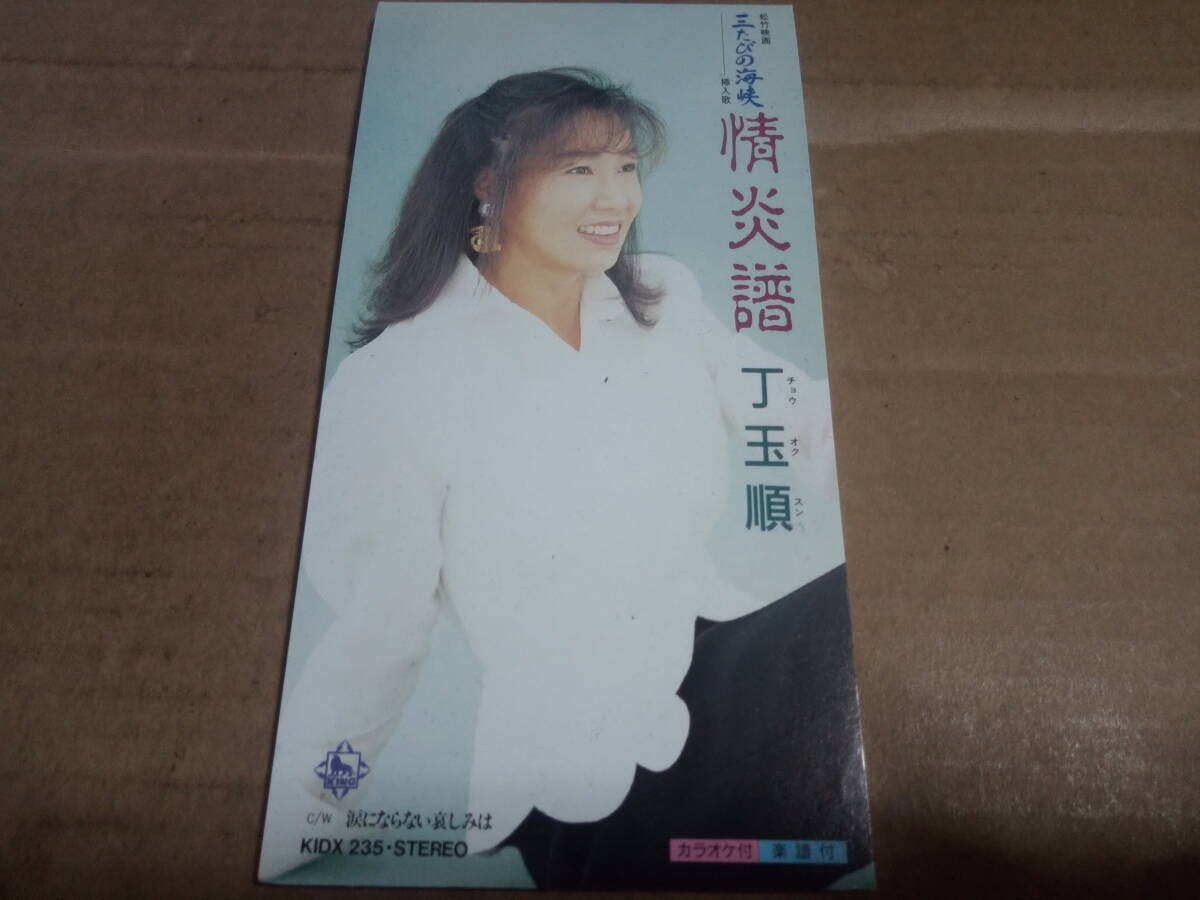 松竹映画
三たびの海峡
挿入歌
情炎譜
丁玉順
チョウ オク スン
KING
C/W 涙にならない哀しみは
KIDX 235・STEREO
カラオケ付 楽譜付